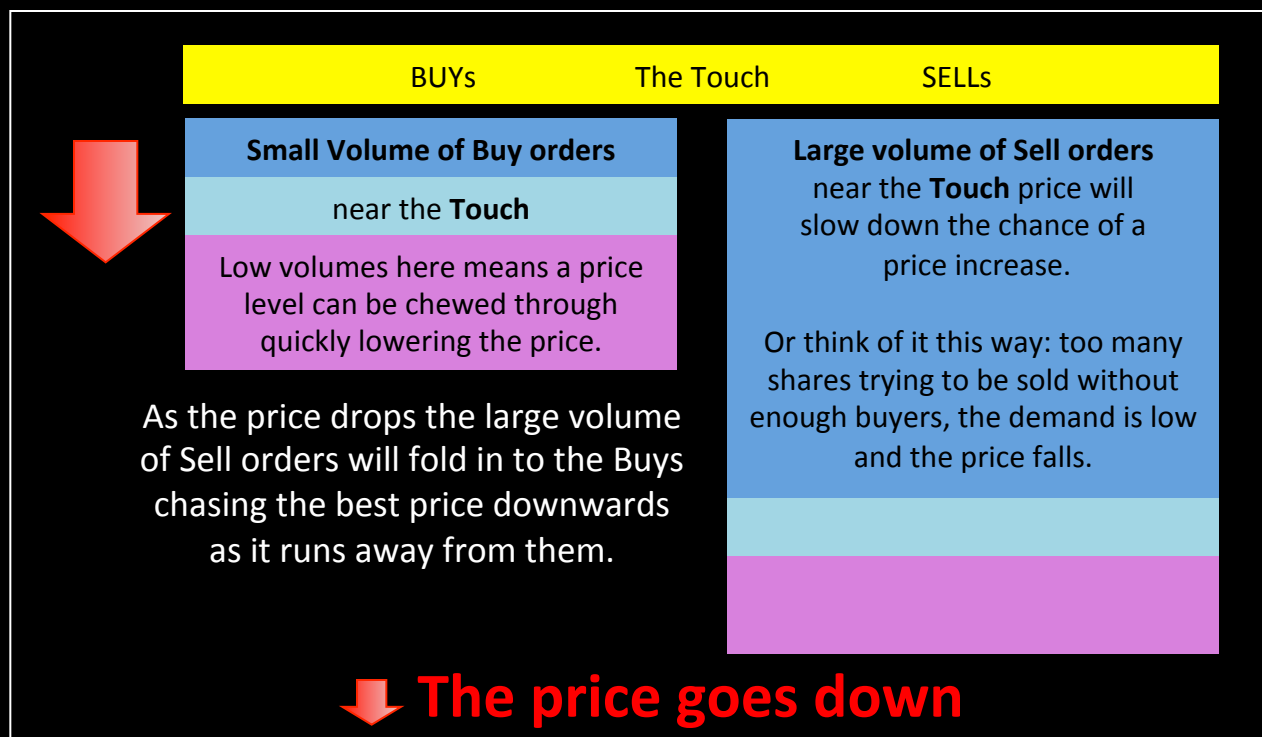 BUYs The Touch SELLs
Small Volume of Buy orders
near the Touch
Low volumes here means a price
level can be chewed through
quickly lowering the price.
As the price drops the large volume
of Sell orders will fold in to the Buys
chasing the best price downwards
as it runs away from them.
Large volume of Sell orders
near the Touch price will
slow down the chance of a
price increase.
Or think of it this way: too many
shares trying to be sold without
enough buyers, the demand is low
and the price falls.
The price goes down